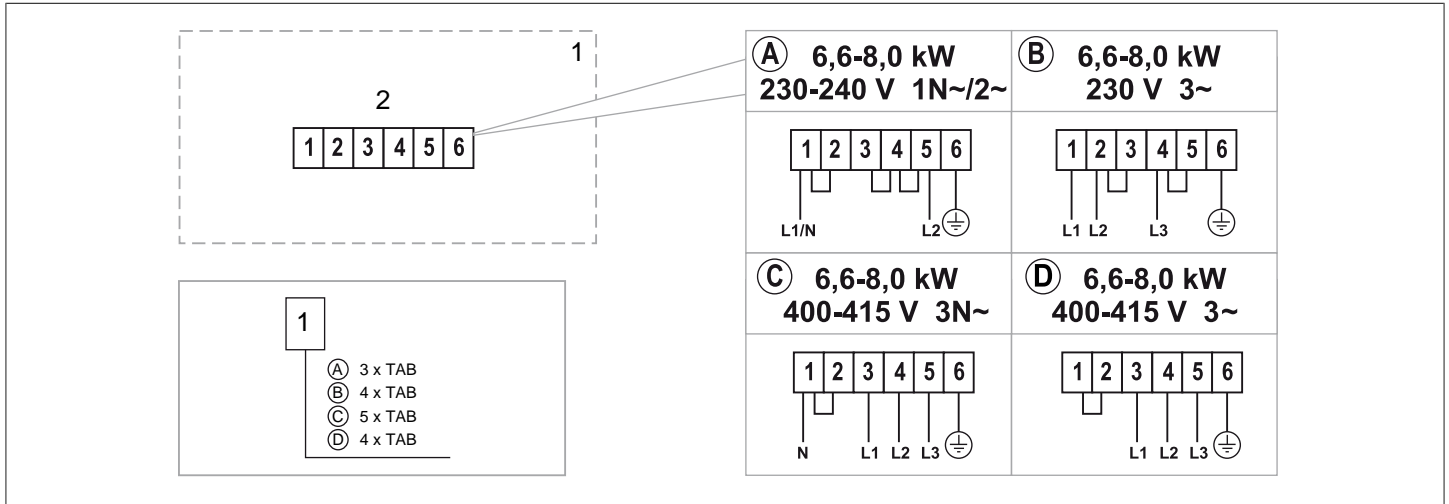 1
2
1 2 3 4 5 6
1
A 3 x TAB
B 4 x TAB
C 5 x TAB
D 4 x TAB
A 6,6-8,0 kW
230-240 V 1N~/2~
1 2 3 4 5 6
L1/N L2
B 6,6-8,0 kW
230 V 3~
1 2 3 4 5 6
L1 L2 L3
C 6,6-8,0 kW
400-415 V 3N~
1 2 3 4 5 6
N L1 L2 L3
D 6,6-8,0 kW
400-415 V 3~
1 2 3 4 5 6
L1 L2 L3